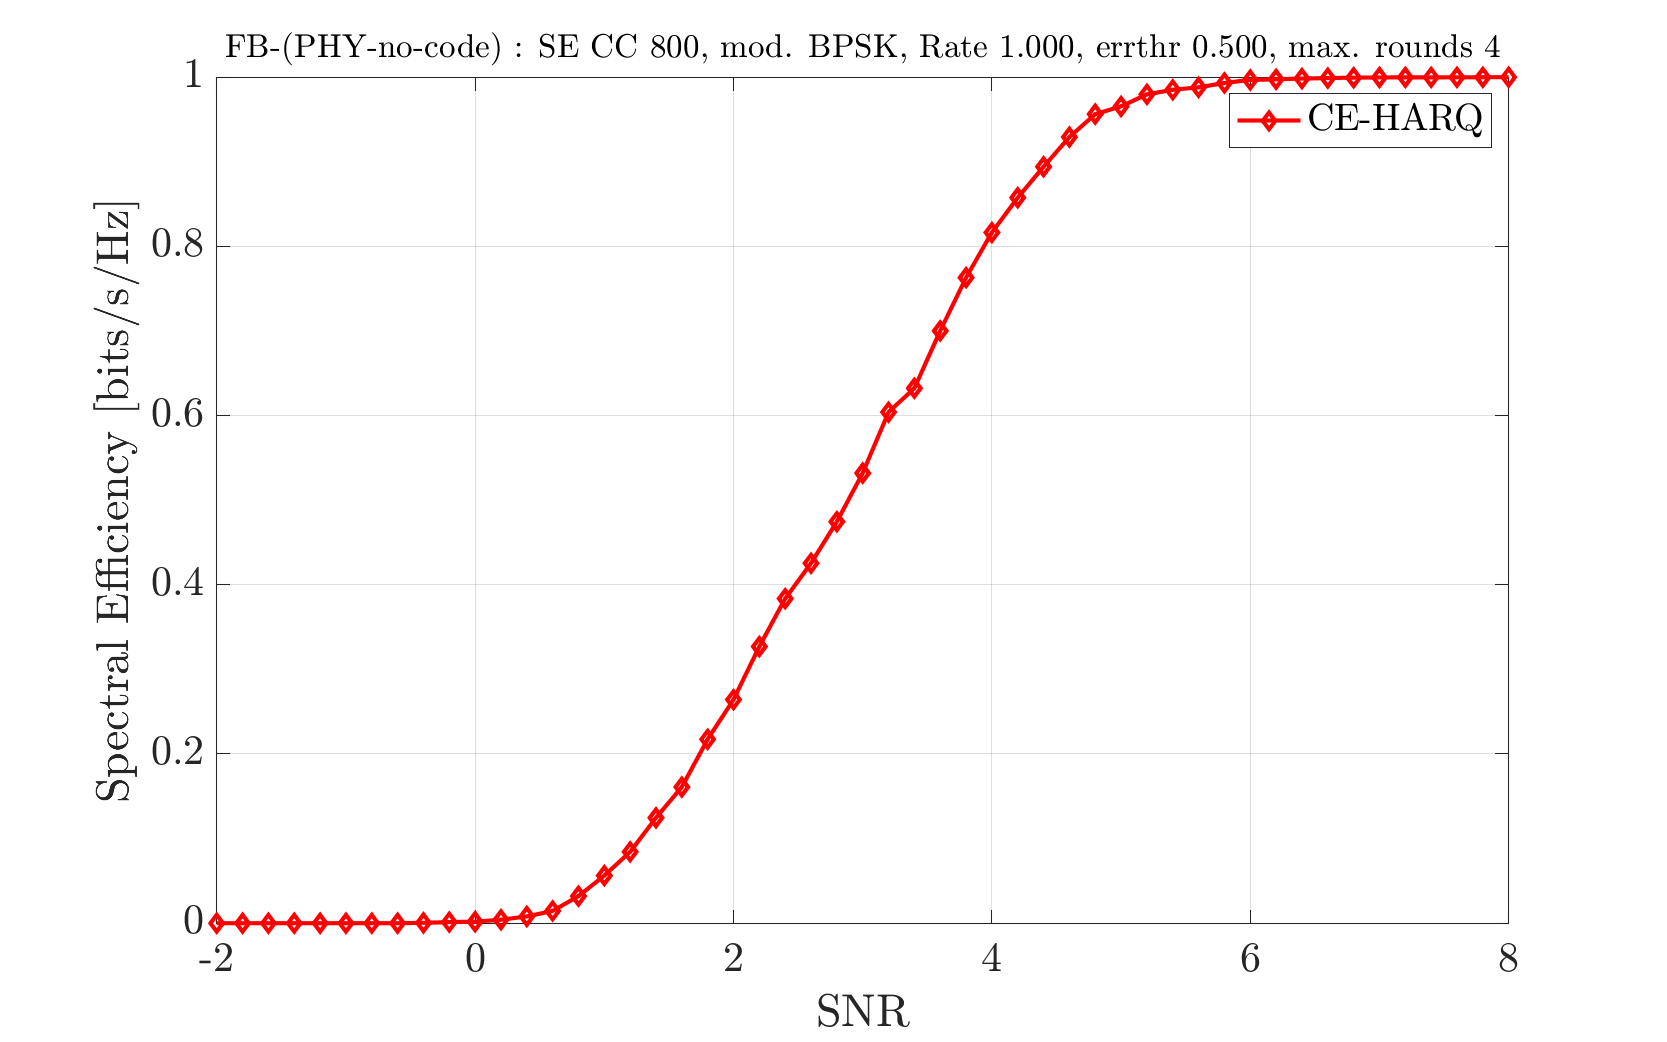 FB-(PHY-no-code) : SE CC 800, mod. BPSK, Rate 1.000, errthr 0.500, max. rounds 4
CE-HARQ
Spectral Efficiency [bits/s/Hz]
1
0.8
0.6
0.4
0.2
0
-2 0 2 4 6 8
SNR